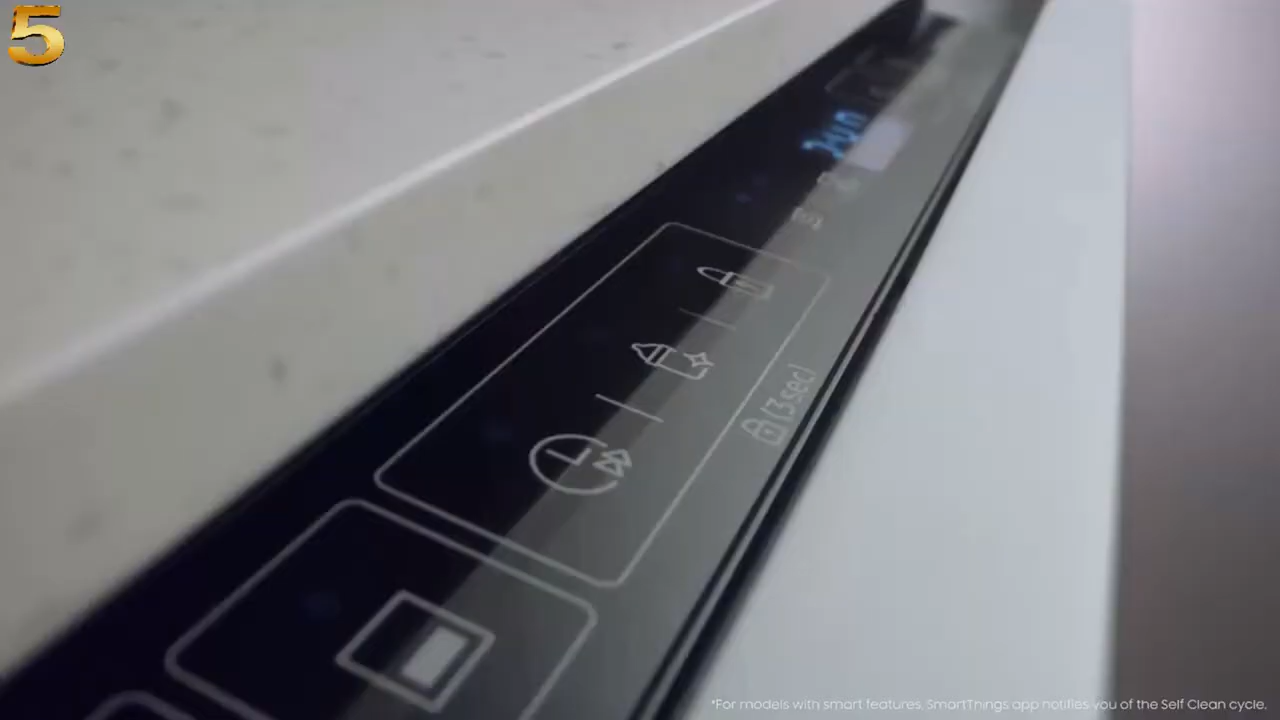 5
(3sec)
*For models with smart features, SmartThings app notifies you of the Self Clean cycle.